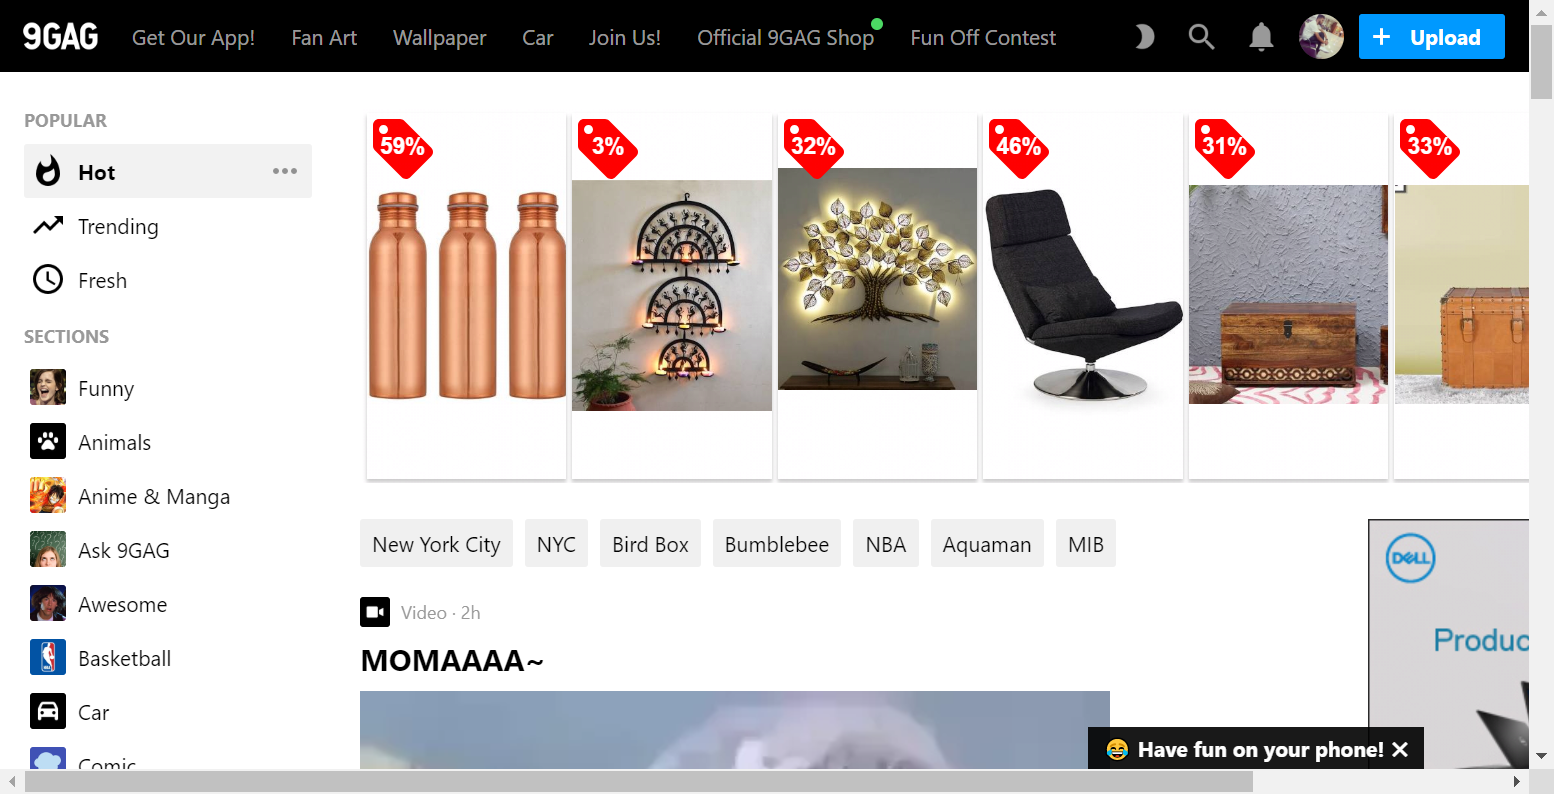 9GAG Get Our App! Fan Art Wallpaper Car Join Us! Official 9GAG Shop Fun Off Contest Upload
POPULAR
Hot
Trending
Fresh
SECTIONS
Funny
Animals
Anime & Manga
Ask 9GAG
Awesome
Basketball
Car
Comic
59% 3% 32% 46% 31% 33%
New York City NYC Bird Box Bumblebee NBA Aquaman MIB
Video · 2h
MOMAAAA~
DELL
Produc
😂 Have fun on your phone!